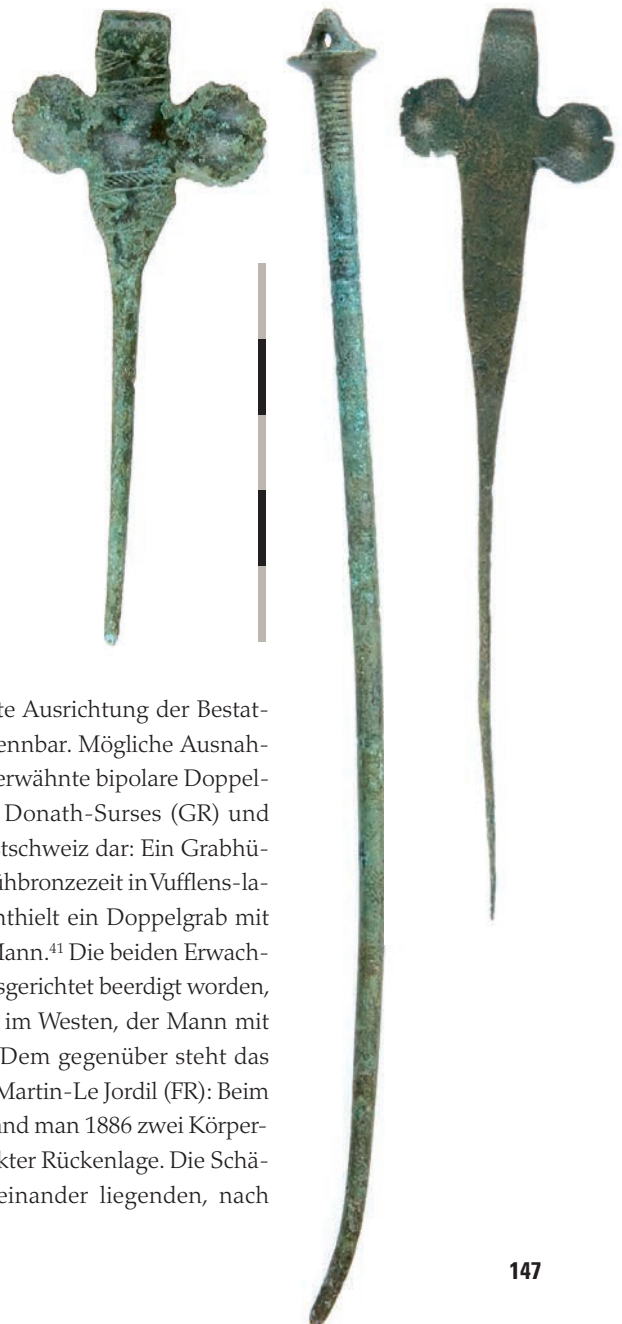 te Ausrichtung der Bestat-
ennbar. Mögliche Ausnah-
erwähnte bipolare Doppel-
Donath-Surses (GR) und
tschweiz dar: Ein Grabhü-
ühbronzezeit in Vufflens-la-
nthielt ein Doppelgrab mit
Mann.⁴¹ Die beiden Erwach-
sgerichtet beerdigt worden,
im Westen, der Mann mit
Dem gegenüber steht das
Martin-Le Jordil (FR): Beim
and man 1886 zwei Körper-
kter Rückenlage. Die Schä-
einander liegenden, nach
147